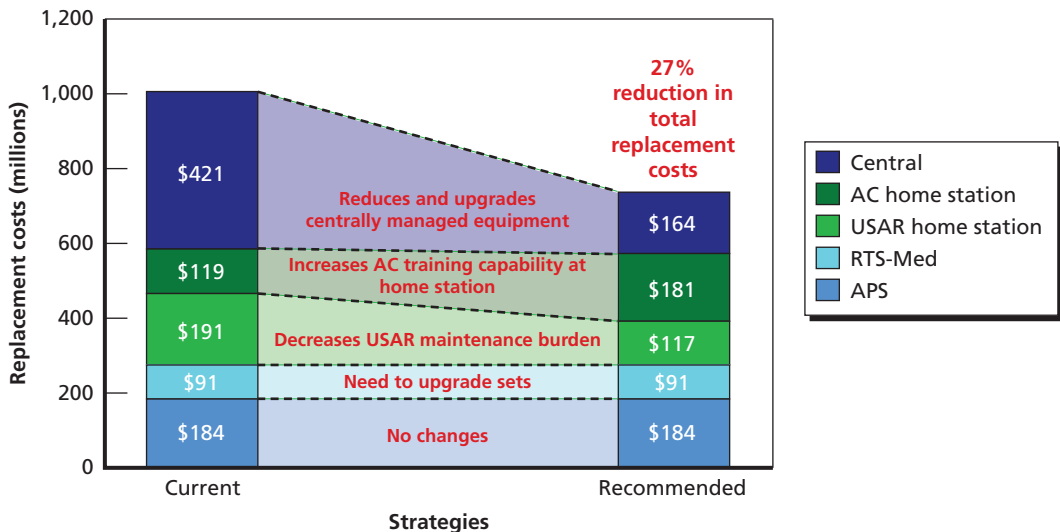 1,200
1,000
800
600
400
200
0
Replacement costs (millions)
$421
$119
$191
$91
$184
Reduces and upgrades
centrally managed equipment
Increases AC training capability at
home station
Decreases USAR maintenance burden
Need to upgrade sets
No changes
27%
reduction in
total
replacement
costs
$164
$181
$117
$91
$184
Current
Recommended
Strategies
Central
AC home station
USAR home station
RTS-Med
APS